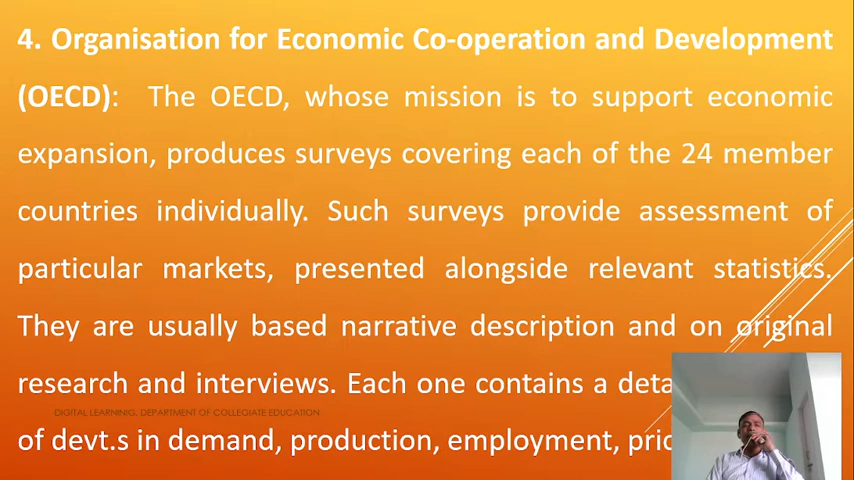 4. Organisation for Economic Co-operation and Development
(OECD): The OECD, whose mission is to support economic
expansion, produces surveys covering each of the 24 member
countries individually. Such surveys provide assessment of
particular markets, presented alongside relevant statistics.
They are usually based narrative description and on original
research and interviews. Each one contains a
DIGITAL LEARNINIG, DEPARTMENT OF COLLEGIATE EDUCATION
of devt.s in demand, production, employment,